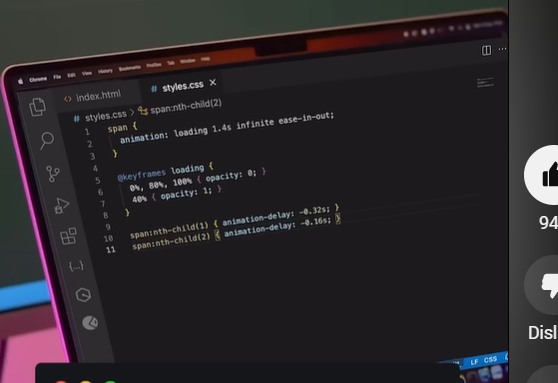 Chrome File Edit View History Bookmarks Profiles Tab Window Help
index.html
# styles.css ×
# styles.css > span:nth-child(2)
1 span {
2 animation: loading 1.4s infinite ease-in-out;
3 }
4
5 @keyframes loading {
6 0%, 80%, 100% { opacity: 0; }
7 40% { opacity: 1; }
8 }
9
10 span:nth-child(1) { animation-delay: -0.32s; }
11 span:nth-child(2) { animation-delay: -0.16s; }
LF CSS
94
Disl